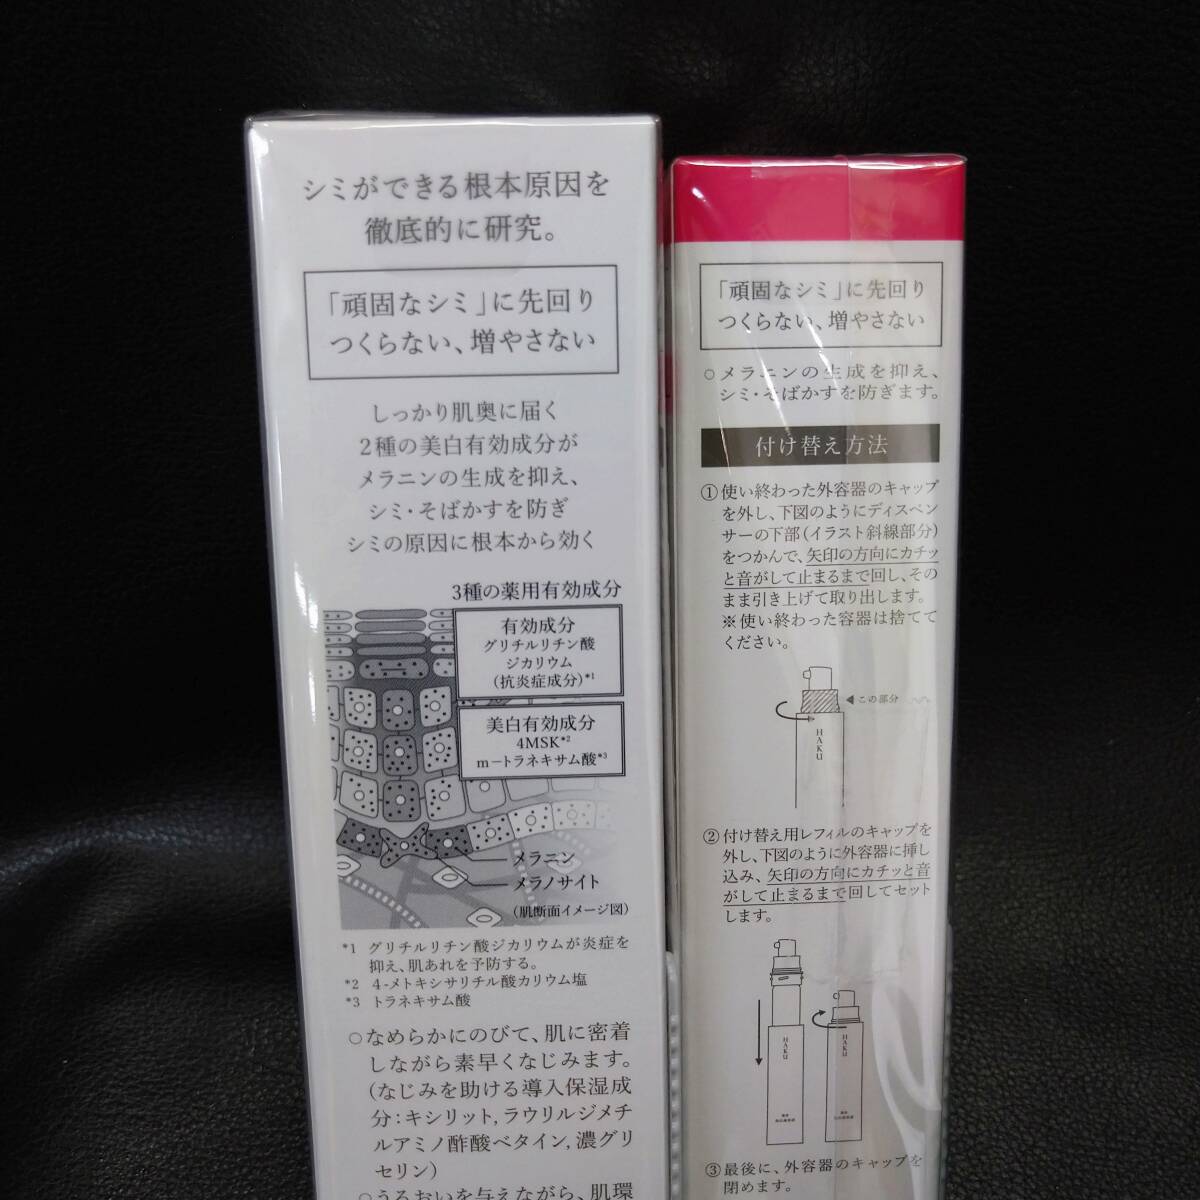 シミができる根本原因を
徹底的に研究。
「頑固なシミ」に先回り
つくらない、増やさない
しっかり肌奥に届く
2種の美白有効成分が
メラニンの生成を抑え、
シミ・そばかすを防ぎ
シミの原因に根本から効く
3種の薬用有効成分
有効成分
グリチルリチン酸
ジカリウム
(抗炎症成分)*1
美白有効成分
4MSK*2
m-トラネキサム酸*3
メラニン
メラノサイト
(肌断面イメージ図)
*1 グリチルリチン酸ジカリウムが炎症を
抑え、肌あれを予防する。
*2 4-メトキシサリチル酸カリウム塩
*3 トラネキサム酸
○なめらかにのびて、肌に密着
しながら素早くなじみます。
(なじみを助ける導入保湿成
分:キシリット,ラウリルジメチ
ルアミノ酢酸ベタイン,濃グリ
セリン)
○うるおいを与えながら、肌環
「頑固なシミ」に先回り
つくらない、増やさない
○メラニンの生成を抑え、
シミ・そばかすを防ぎます。
付け替え方法
①使い終わった外容器のキャップ
を外し、下図のようにディスペン
サーの下部(イラスト斜線部分)
をつかんで、矢印の方向にカチッ
と音がして止まるまで回し、その
まま引き上げて取り出します。
※使い終わった容器は捨てて
ください。
◀この部分
HAKU
②付け替え用レフィルのキャップを
外し、下図のように外容器に挿し
込み、矢印の方向にカチッと音
がして止まるまで回してセット
します。
HAKU
HAKU
③最後に、外容器のキャップを
閉めます。